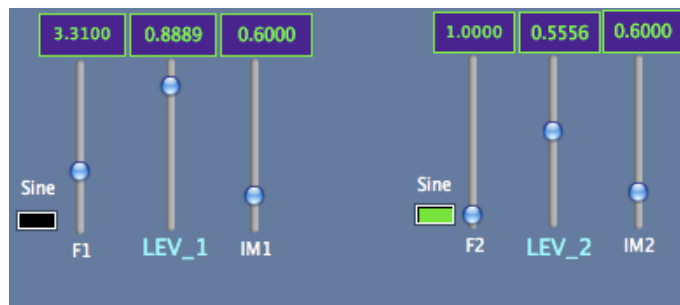 3.3100 0.8889 0.6000
1.0000 0.5556 0.6000
Sine
Sine
F1 LEV_1 IM1
F2 LEV_2 IM2